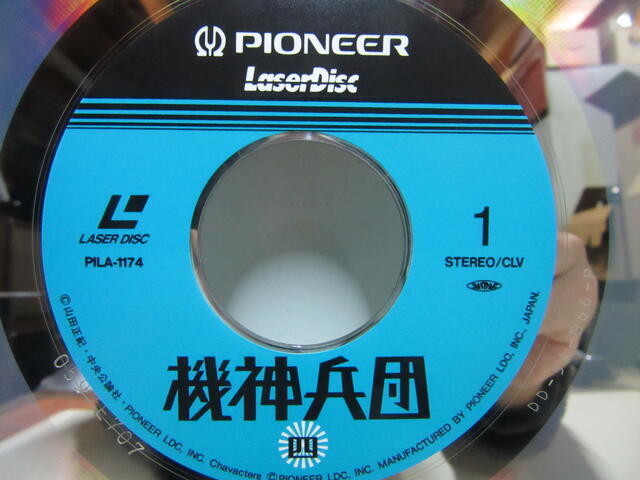 PIONEER
LaserDisc
LASER DISC
PILA-1174
1
STEREO/CLV
機神兵団
四
©山田正紀・中央公論社・PIONEER LDC, INC. Chavacters ©PIONEER LDC, INC. MANUFACTURED BY PIONEER LDC, INC., JAPAN.